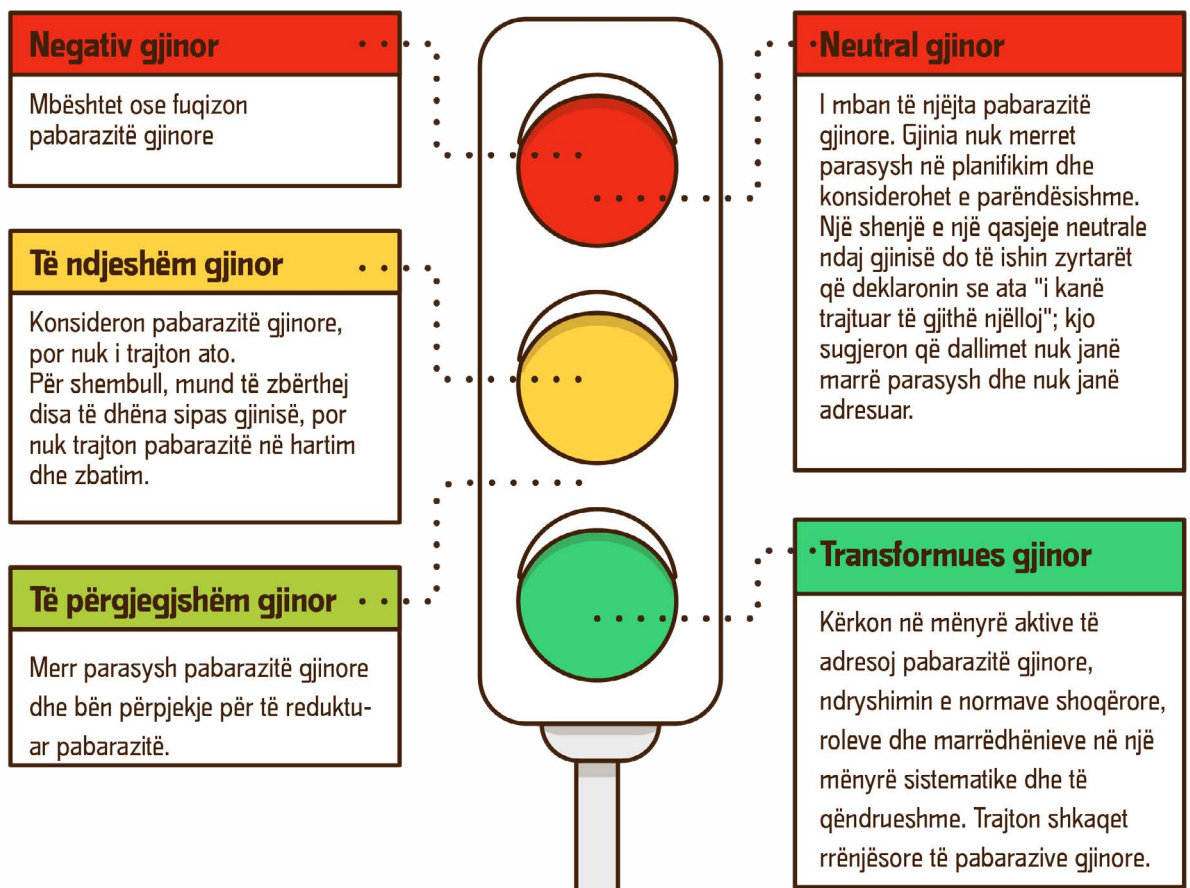 Negativ gjinor
Mbështet ose fuqizon
pabarazitë gjinore
Neutral gjinor
I mban të njëjta pabarazitë
gjinore. Gjinia nuk merret
parasysh në planifikim dhe
konsiderohet e parëndësishme.
Një shenjë e një qasjeje neutrale
ndaj gjinisë do të ishin zyrtarët
që deklaronin se ata "i kanë
trajtuar të gjithë njëlloj"; kjo
sugjeron që dallimet nuk janë
marrë parasysh dhe nuk janë
adresuar.
Të ndjeshëm gjinor
Konsideron pabarazitë gjinore,
por nuk i trajton ato.
Për shembull, mund të zbërthej
disa të dhëna sipas gjinisë, por
nuk trajton pabarazitë në hartim
dhe zbatim.
Të përgjegjshëm gjinor
Merr parasysh pabarazitë gjinore
dhe bën përpjekje për të reduktu-
ar pabarazitë.
Transformues gjinor
Kërkon në mënyrë aktive të
adresoj pabarazitë gjinore,
ndryshimin e normave shoqërore,
roleve dhe marrëdhënieve në një
mënyrë sistematike dhe të
qëndrueshme. Trajton shkaqet
rrënjësore të pabarazive gjinore.